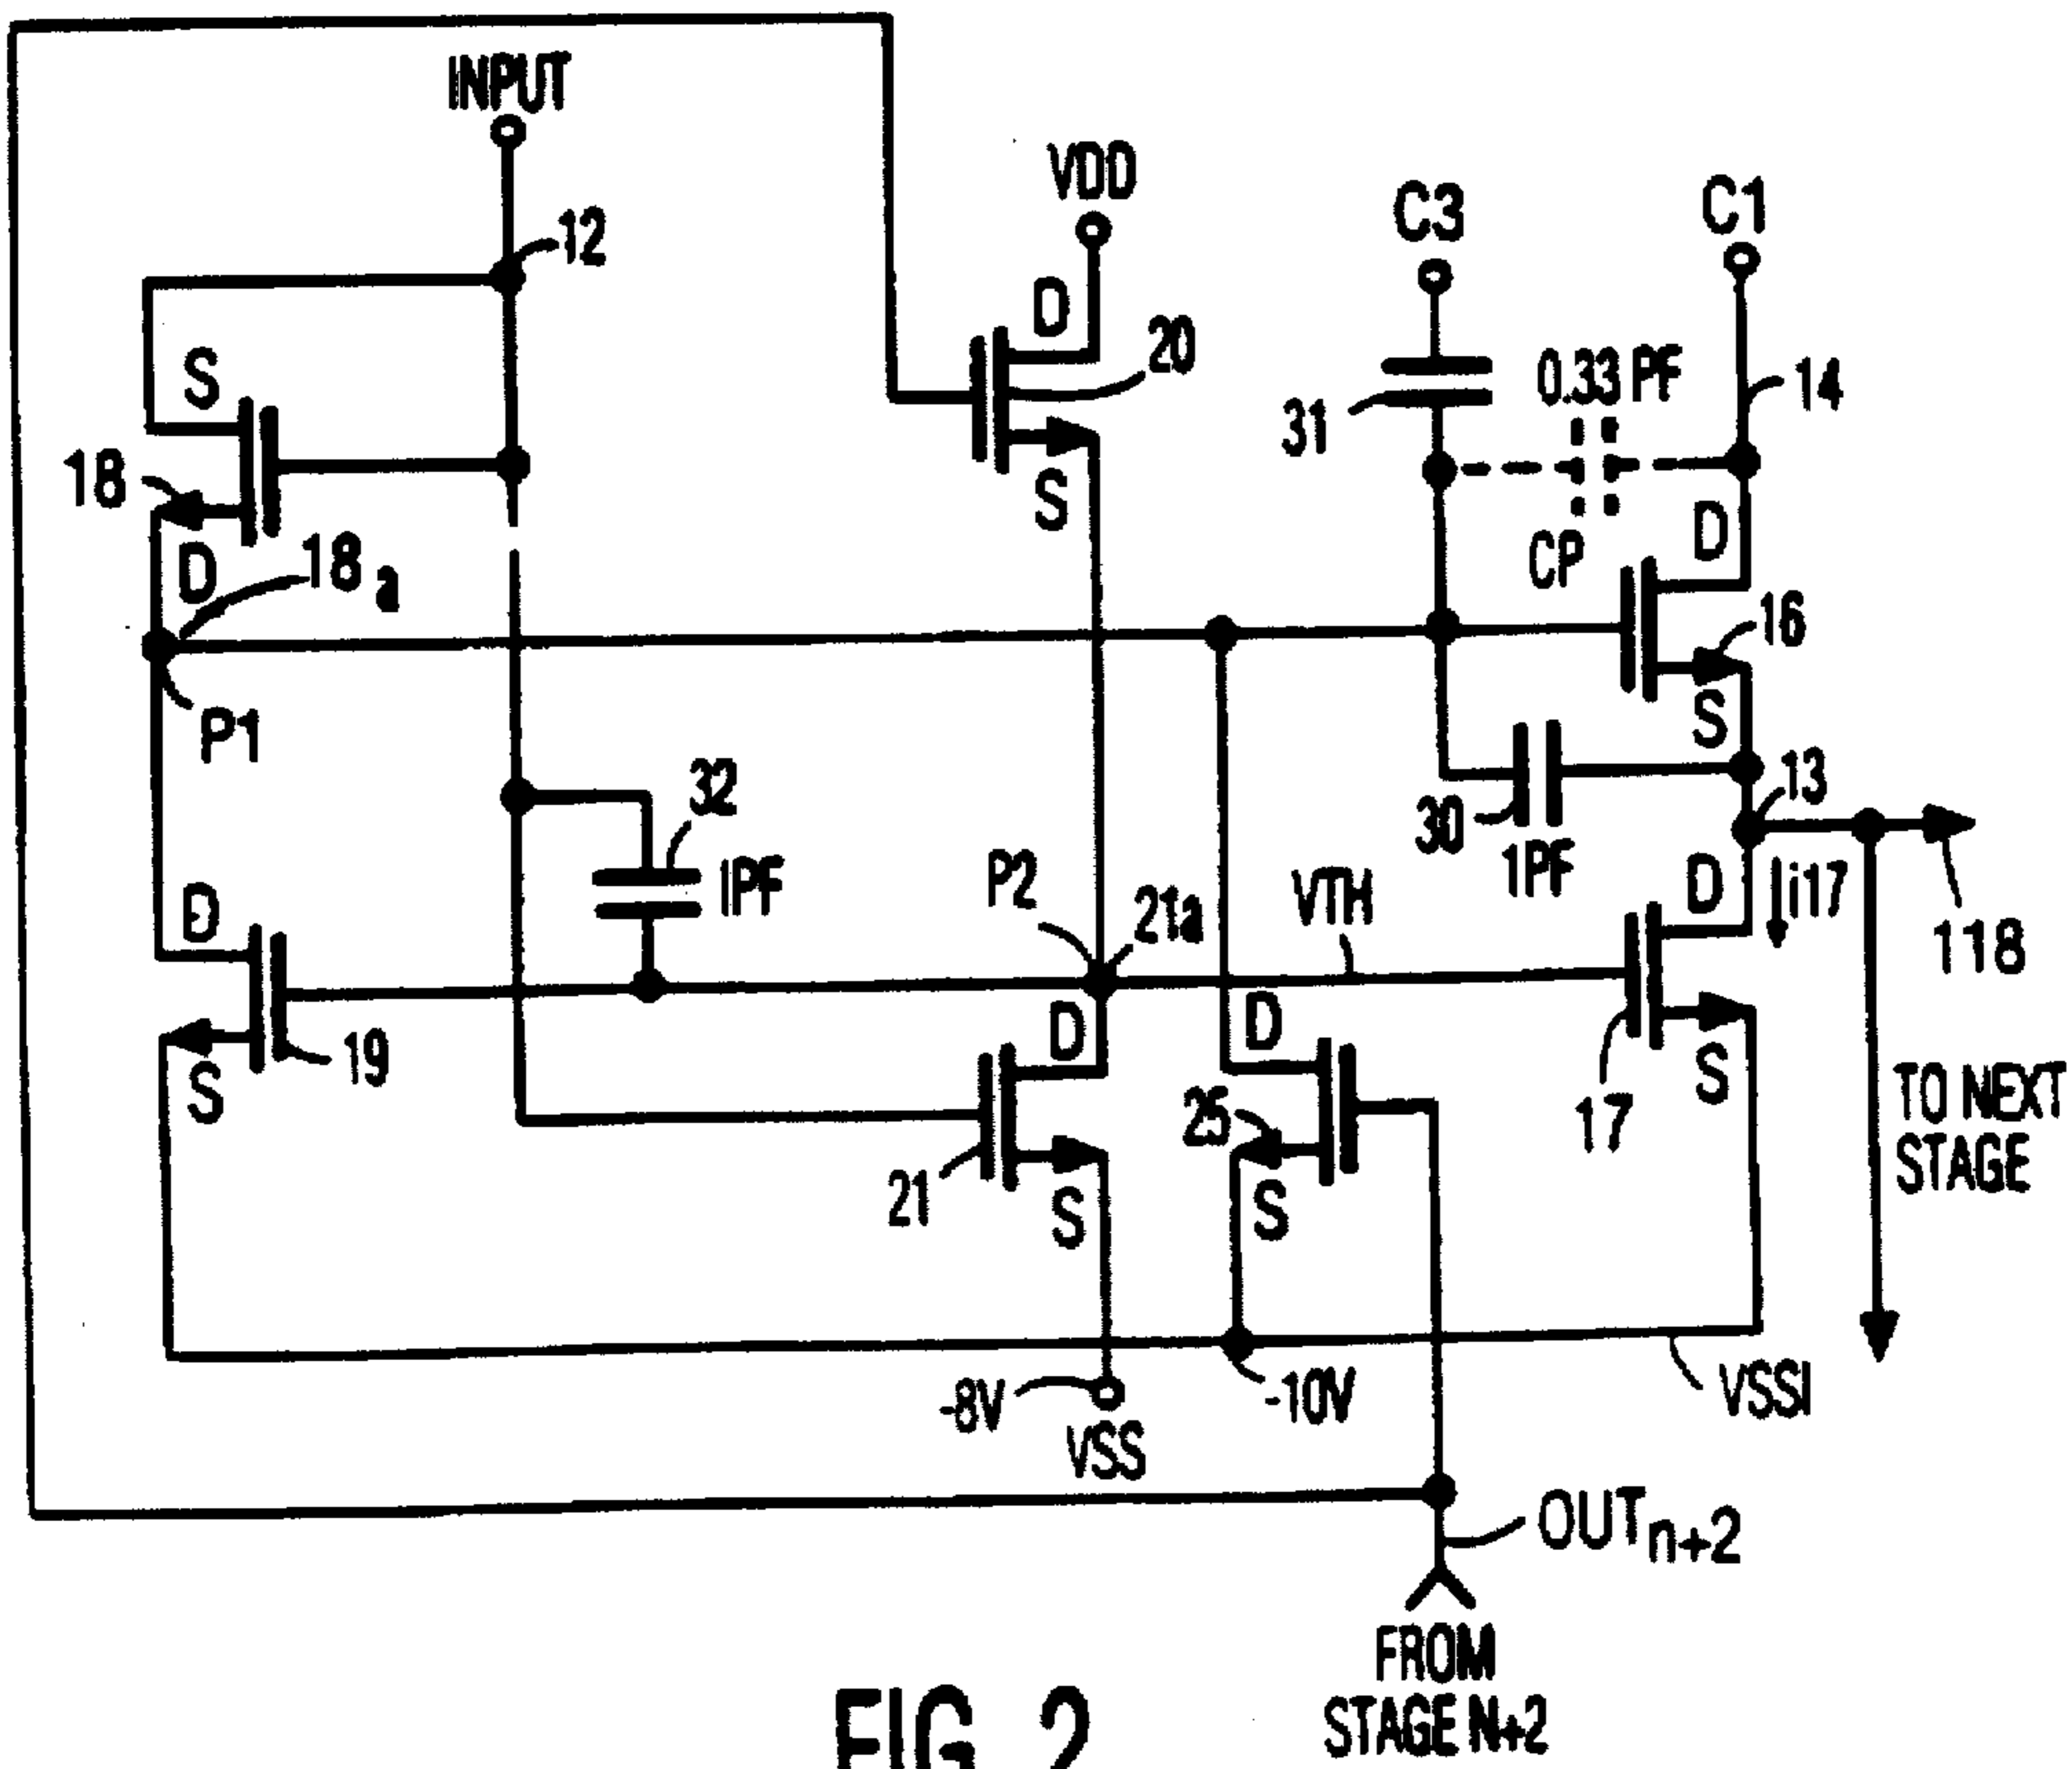 INPUT
VDD
C3
C1
12
D
20
0.33 PF
14
S
31
18
S
D
CP
D
18a
16
P1
S
32
13
30
1PF
1PF
P2
21a
VTH
D
i17
D
118
D
D
19
S
25
S
17
TO NEXT
STAGE
21
S
S
-8V
-10V
VSSI
VSS
OUTn+2
FROM
STAGE N+2
FIG. 2